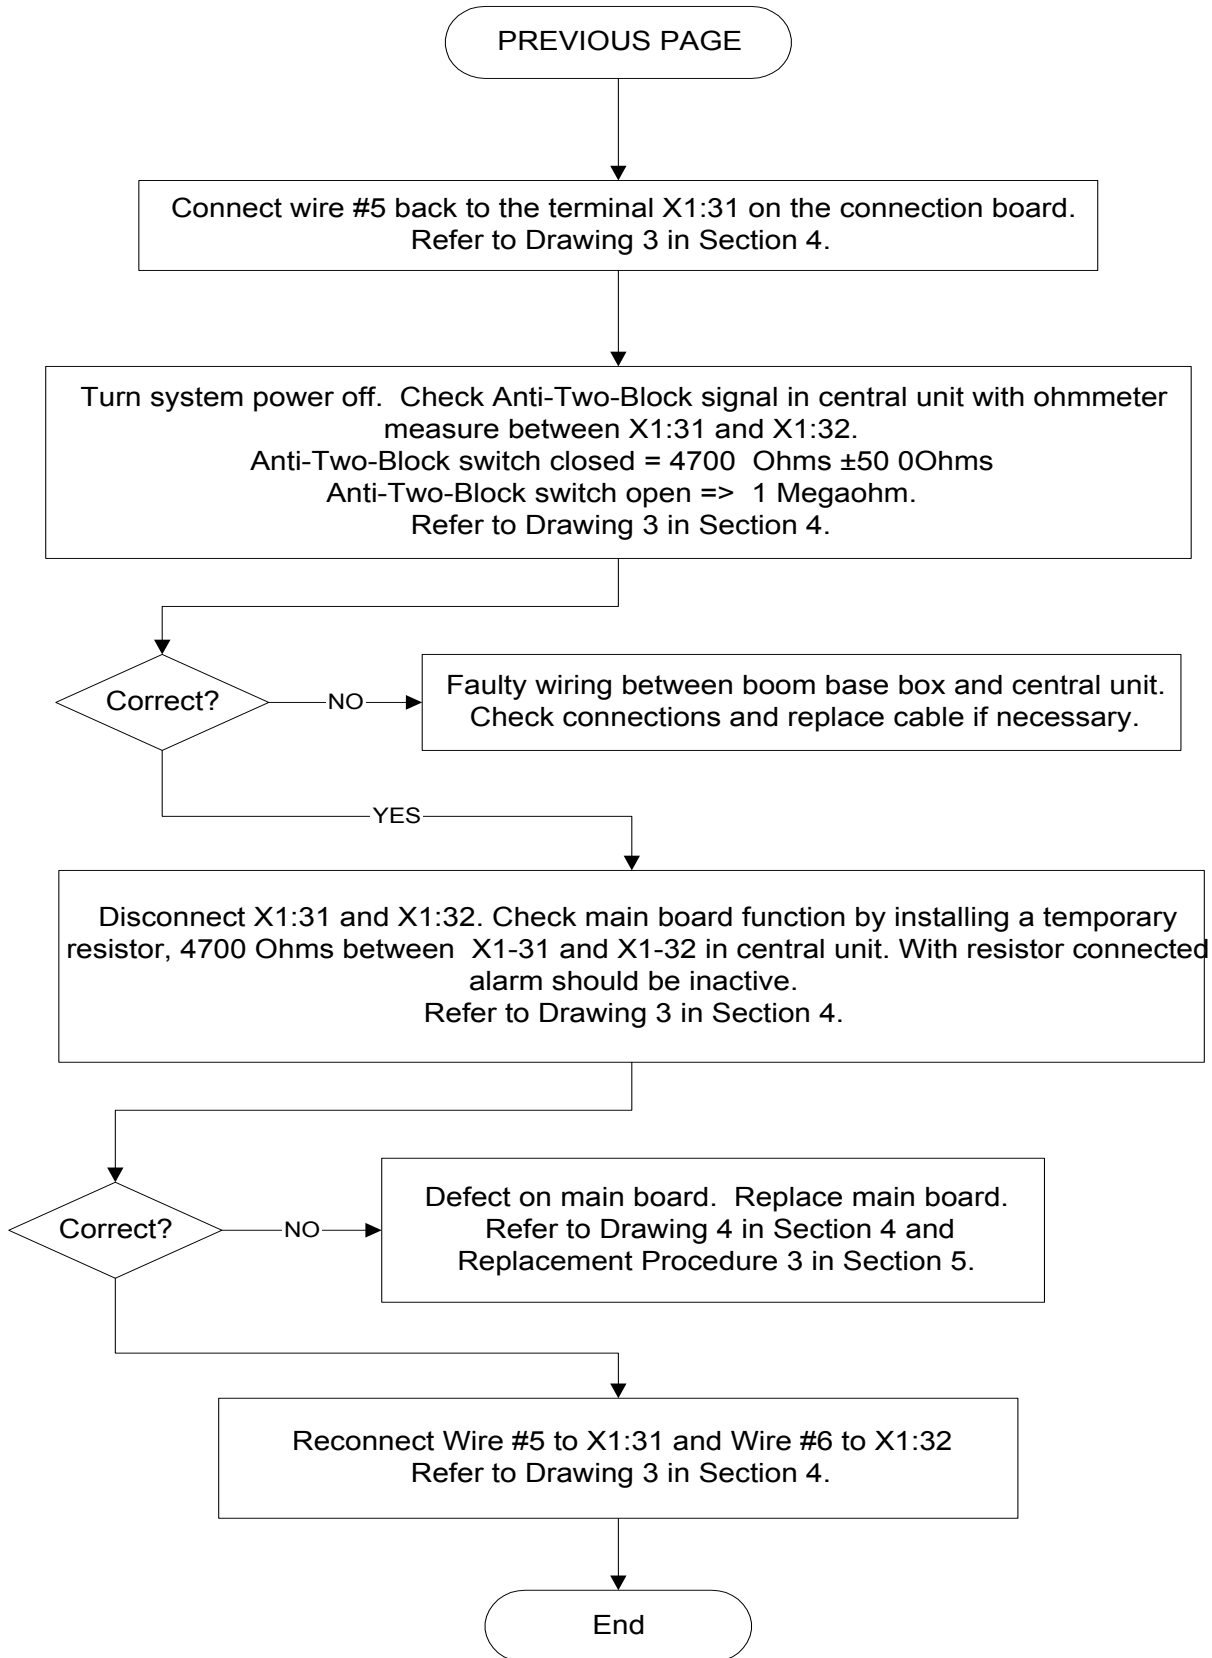 PREVIOUS PAGE
Connect wire #5 back to the terminal X1:31 on the connection board.
Refer to Drawing 3 in Section 4.
Turn system power off.  Check Anti-Two-Block signal in central unit with ohmmeter
measure between X1:31 and X1:32.
Anti-Two-Block switch closed = 4700  Ohms ±50 0Ohms
Anti-Two-Block switch open =>  1 Megaohm.
Refer to Drawing 3 in Section 4.
Correct?
NO
Faulty wiring between boom base box and central unit.
Check connections and replace cable if necessary.
YES
Disconnect X1:31 and X1:32. Check main board function by installing a temporary
resistor, 4700 Ohms between  X1-31 and X1-32 in central unit. With resistor connected
alarm should be inactive.
Refer to Drawing 3 in Section 4.
Correct?
NO
Defect on main board.  Replace main board.
Refer to Drawing 4 in Section 4 and
Replacement Procedure 3 in Section 5.
Reconnect Wire #5 to X1:31 and Wire #6 to X1:32
Refer to Drawing 3 in Section 4.
End